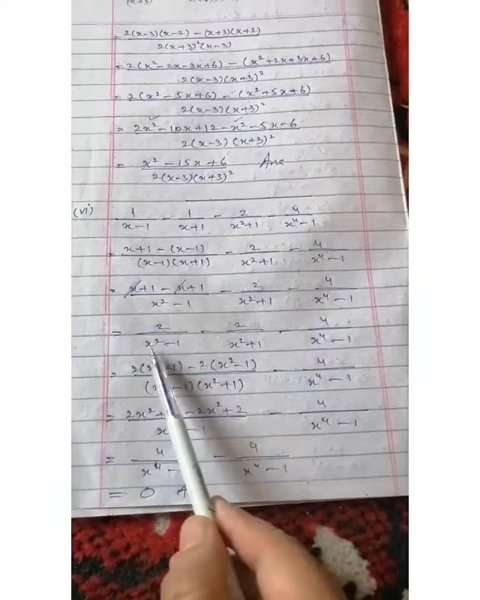 = 2(x-3)(x-2) - (x+3)(x+2) / 2(x+3)²(x-3)
= 2(x² - 2x - 3x + 6) - (x² + 2x + 3x + 6) / 2(x-3)(x+3)²
= 2(x² - 5x + 6) - (x² + 5x + 6) / 2(x-3)(x+3)²
= 2x² - 10x + 12 - x² - 5x - 6 / 2(x-3)(x+3)²
= x² - 15x + 6 / 2(x-3)(x+3)² Ans
(vi) 1/x-1 - 1/x+1 - 2/x²+1 - 4/x⁴-1
= x+1 - (x-1) / (x-1)(x+1) - 2/x²+1 - 4/x⁴-1
= x+1 - x+1 / x²-1 - 2/x²+1 - 4/x⁴-1
= 2/x²-1 - 2/x²+1 - 4/x⁴-1
= 2(x² 1) - 2(x²-1) / ( -1)(x²+1) - 4/x⁴-1
= 2x²+ - 2x²+2 / x -1 - 4/x⁴-1
= 4/x⁴ - - 4/x⁴-1
= 0 A